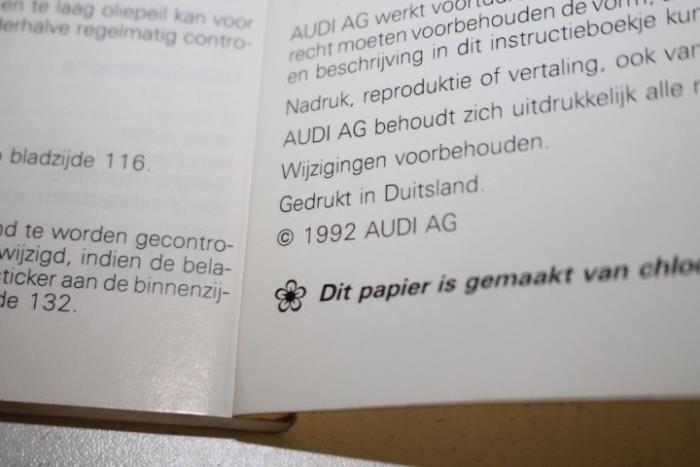 en te laag oliepeil kan voor
derhalve regelmatig contro-
bladzijde 116.
nd te worden gecontro-
wijzigd, indien de bela-
sticker aan de binnenzij-
de 132.
AUDI AG werkt
recht moeten voorbehouden de vorm,
en beschrijving in dit instructieboekje
Nadruk, reproduktie of vertaling, ook van
AUDI AG behoudt zich uitdrukkelijk alle
Wijzigingen voorbehouden.
Gedrukt in Duitsland.
© 1992 AUDI AG
Dit papier is gemaakt van